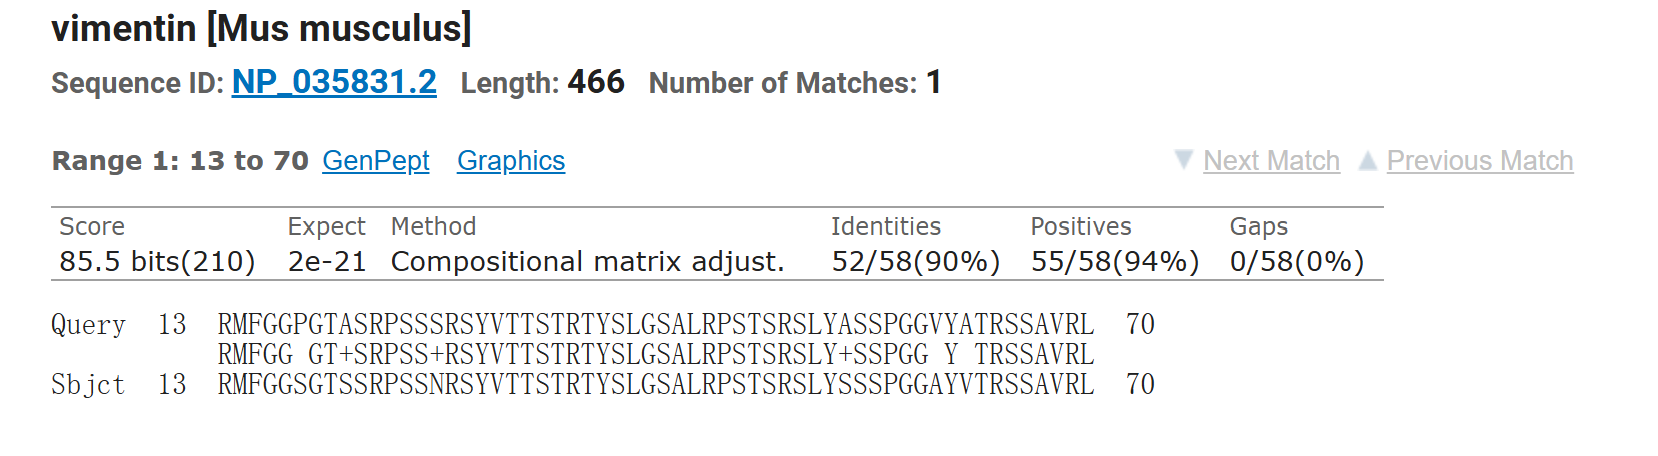 vimentin [Mus musculus]
Sequence ID: NP_035831.2 Length: 466 Number of Matches: 1
Range 1: 13 to 70 GenPept Graphics ▼ Next Match ▲ Previous Match
Score Expect Method Identities Positives Gaps
85.5 bits(210) 2e-21 Compositional matrix adjust. 52/58(90%) 55/58(94%) 0/58(0%)
Query 13 RMFGGPGTASRPSSSRSYVTTSTRTYSLGSALRPSTSRSLYASSPGGVYATRSSAVRL 70
RMFGG GT+SRPSS+RSYVTTSTRTYSLGSALRPSTSRSLY+SSPGG Y TRSSAVRL
Sbjct 13 RMFGGSGTSSRPSSNRSYVTTSTRTYSLGSALRPSTSRSLYSSSPGGAYVTRSSAVRL 70